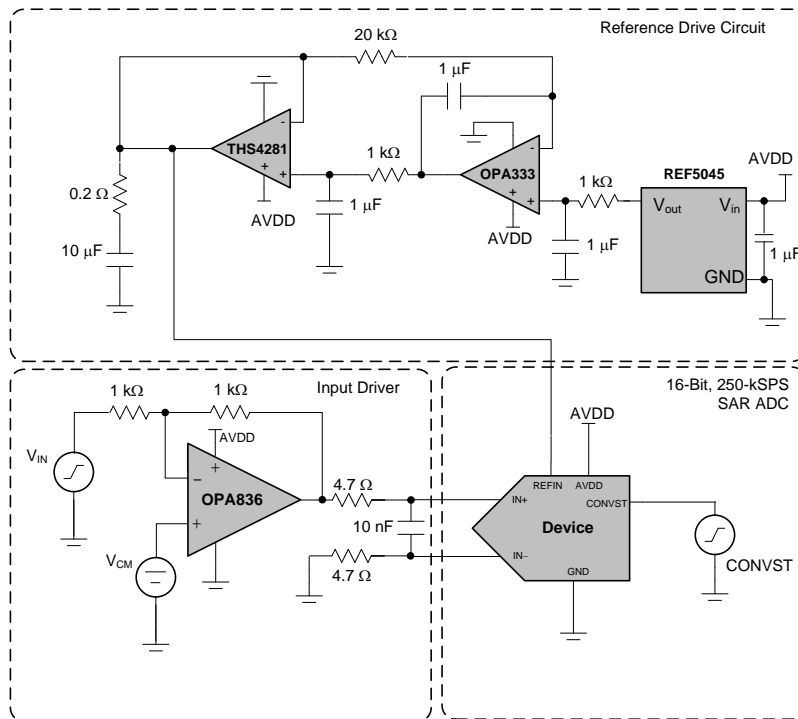 Reference Drive Circuit
20 kΩ
1 μF
THS4281
-
+
+
AVDD
1 kΩ
1 μF
OPA333
-
+
+
AVDD
1 kΩ
1 μF
REF5045
Vout
Vin
GND
AVDD
1 μF
0.2 Ω
10 μF
Input Driver
1 kΩ
1 kΩ
VIN
AVDD
+
−
+
OPA836
VCM
4.7 Ω
10 nF
4.7 Ω
16-Bit, 250-kSPS
SAR ADC
AVDD
REFIN
AVDD
CONVST
IN+
Device
IN−
GND
CONVST